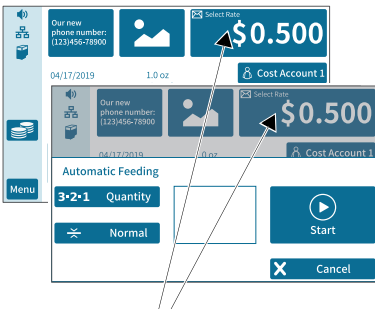 Our new
phone number:
(123)456-78900
Select Rate
$0.500
04/17/2019
1.0 oz
Cost Account 1
Menu
Our new
phone number:
(123)456-78900
Select Rate
$0.500
04/17/2019
0 oz
Cost Account 1
Automatic Feeding
3-2-1 Quantity
Normal
Start
X Cancel